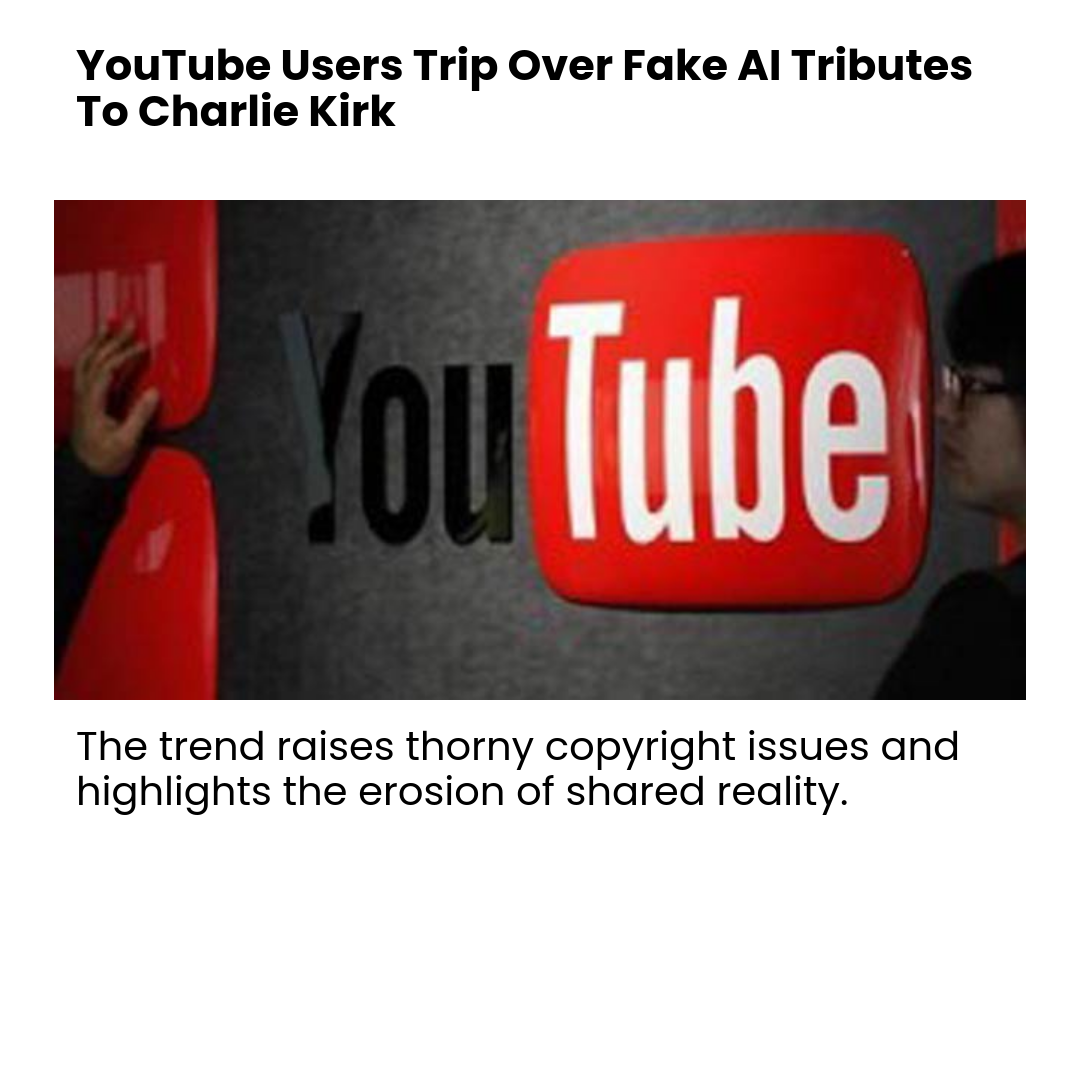 YouTube Users Trip Over Fake AI Tributes
To Charlie Kirk
YouTube
The trend raises thorny copyright issues and
highlights the erosion of shared reality.